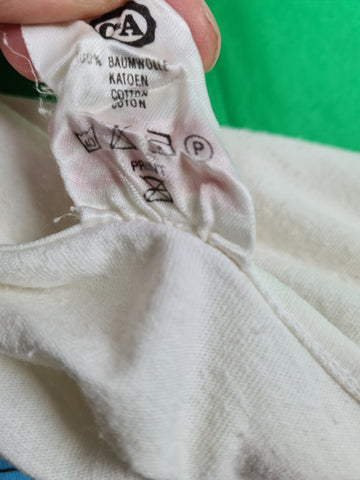 C&A
100% BAUMWOLLE
KATOEN
COTTON
COTON
P
PRINT